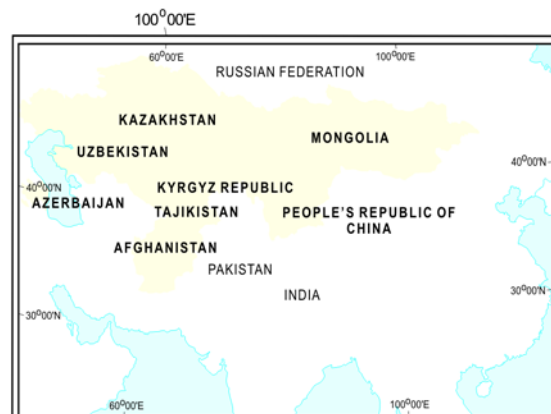 100°00'E
60°00'E
100°00'E
RUSSIAN FEDERATION
KAZAKHSTAN
MONGOLIA
UZBEKISTAN
40°00'N
40°00'N
KYRGYZ REPUBLIC
AZERBAIJAN
TAJIKISTAN
PEOPLE'S REPUBLIC OF
CHINA
AFGHANISTAN
PAKISTAN
INDIA
30°00'N
30°00'N
60°00'E
100°00'E